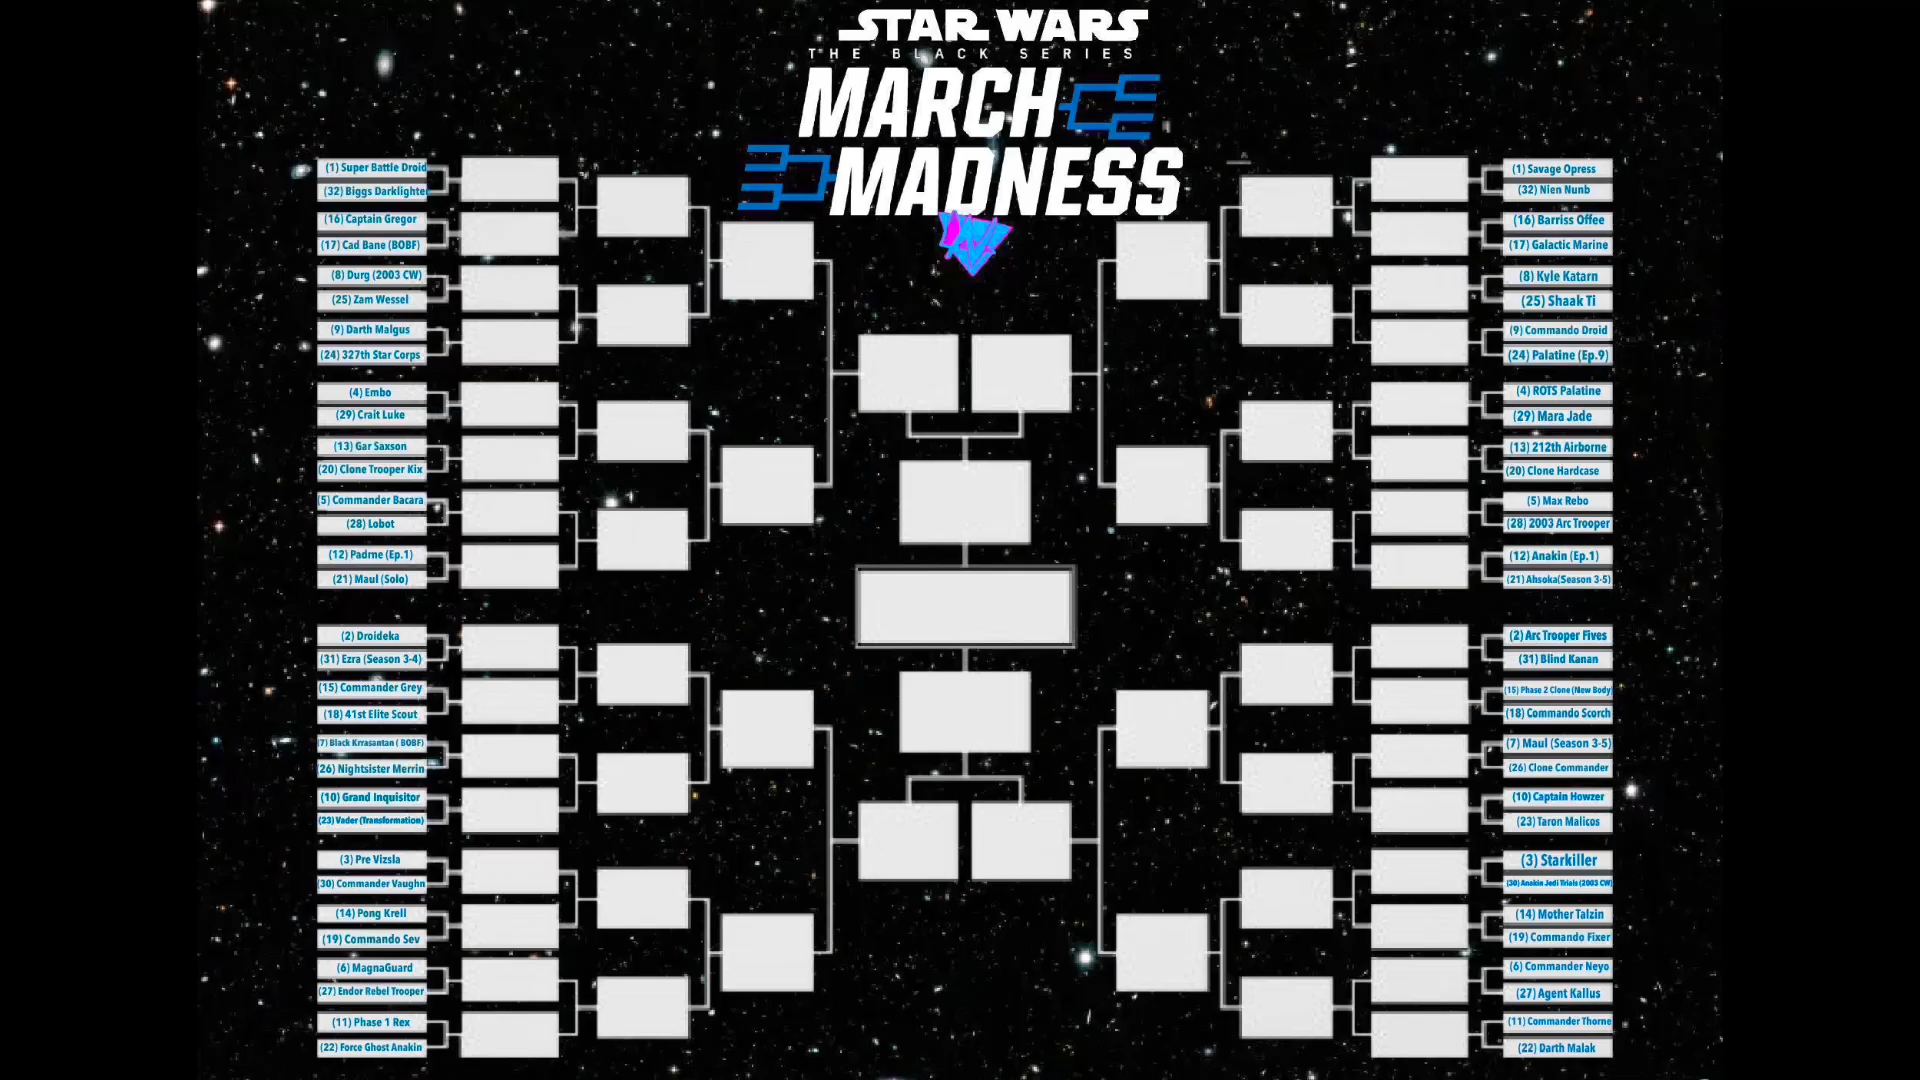 STAR WARS
THE BLACK SERIES
MARCH
MADNESS
(1) Super Battle Droid
(32) Biggs Darklighter
(16) Captain Gregor
(17) Cad Bane (BOBF)
(8) Durg (2003 CW)
(25) Zam Wessel
(9) Darth Malgus
(24) 327th Star Corps
(4) Embo
(29) Crait Luke
(13) Gar Saxson
(20) Clone Trooper Kix
(5) Commander Bacara
(28) Lobot
(12) Padme (Ep.1)
(21) Maul (Solo)
(2) Droideka
(31) Ezra (Season 3-4)
(15) Commander Grey
(18) 41st Elite Scout
(7) Black Krrasantan ( BOBF)
(26) Nightsister Merrin
(10) Grand Inquisitor
(23) Vader (Transformation)
(3) Pre Vizsla
(30) Commander Vaughn
(14) Pong Krell
(19) Commando Sev
(6) MagnaGuard
(27) Endor Rebel Trooper
(11) Phase 1 Rex
(22) Force Ghost Anakin
(1) Savage Opress
(32) Nien Nunb
(16) Barriss Offee
(17) Galactic Marine
(8) Kyle Katarn
(25) Shaak Ti
(9) Commando Droid
(24) Palatine (Ep.9)
(4) ROTS Palatine
(29) Mara Jade
(13) 212th Airborne
(20) Clone Hardcase
(5) Max Rebo
(28) 2003 Arc Trooper
(12) Anakin (Ep.1)
(21) Ahsoka(Season 3-5)
(2) Arc Trooper Fives
(31) Blind Kanan
(15) Phase 2 Clone (New Body
(18) Commando Scorch
(7) Maul (Season 3-5)
(26) Clone Commander
(10) Captain Howzer
(23) Taron Malicos
(3) Starkiller
(30) Anakin Jedi Trials (2003 CW)
(14) Mother Talzin
(19) Commando Fixer
(6) Commander Neyo
(27) Agent Kallus
(11) Commander Thorne
(22) Darth Malak